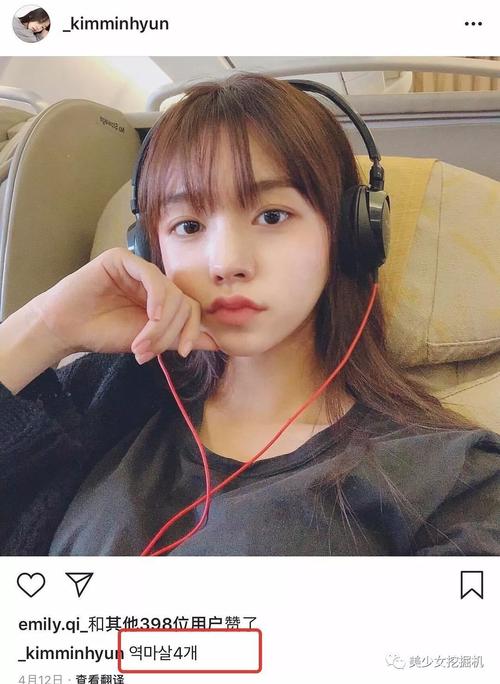 _kimminhyun
emily.qi_和其他398位用户赞了
_kimminhyun 역마살4개
4月12日 · 查看翻译
美少女挖掘机